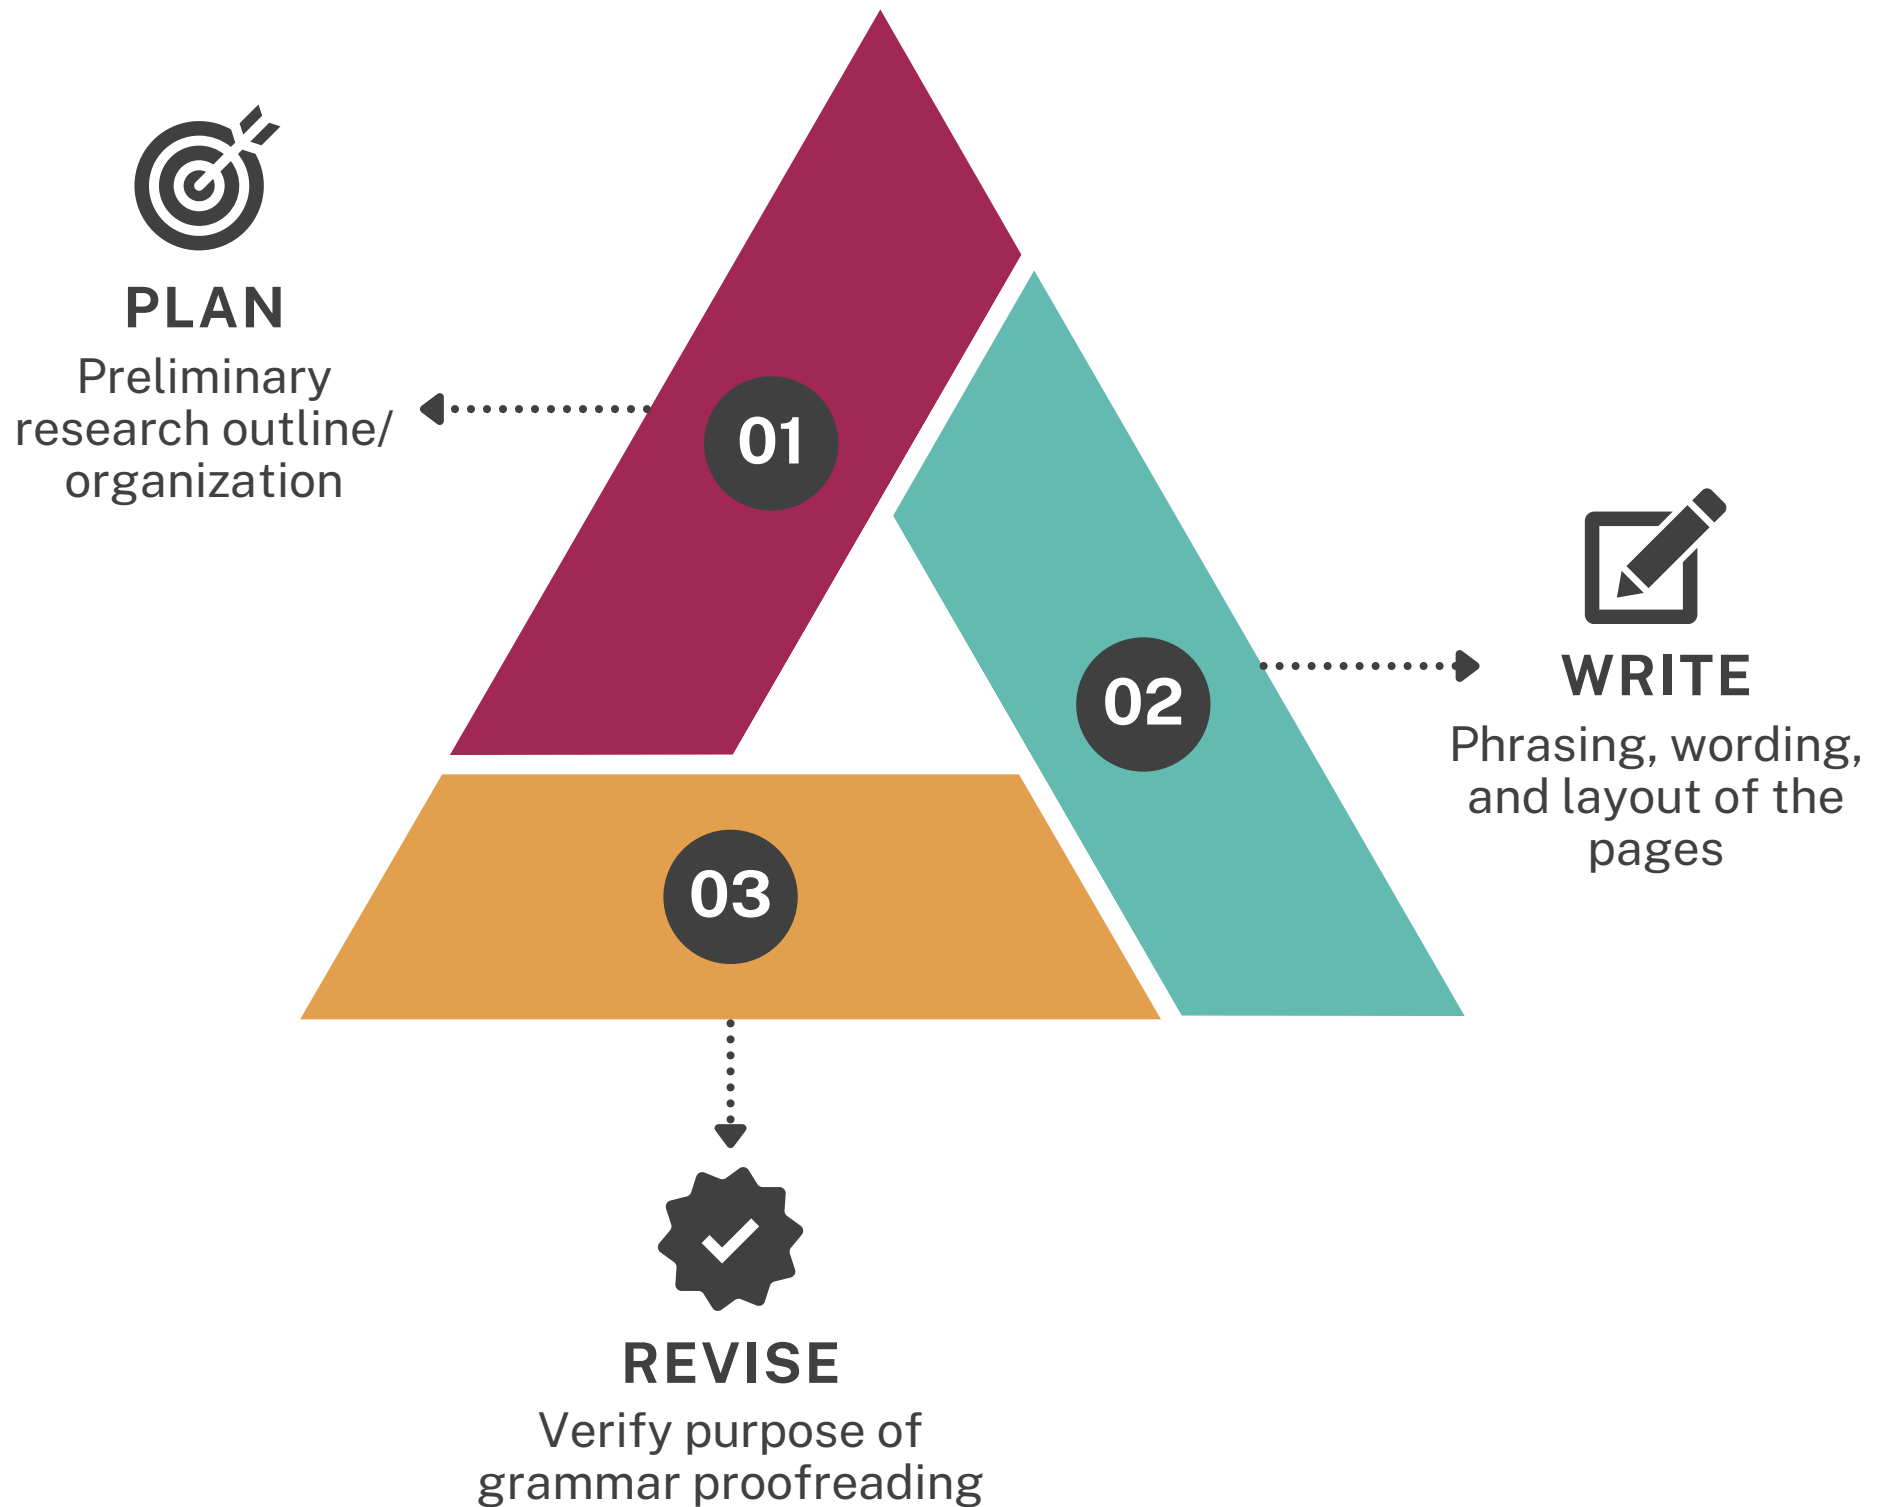 PLAN
Preliminary
research outline/
organization
01
02
WRITE
Phrasing, wording,
and layout of the
pages
03
REVISE
Verify purpose of
grammar proofreading